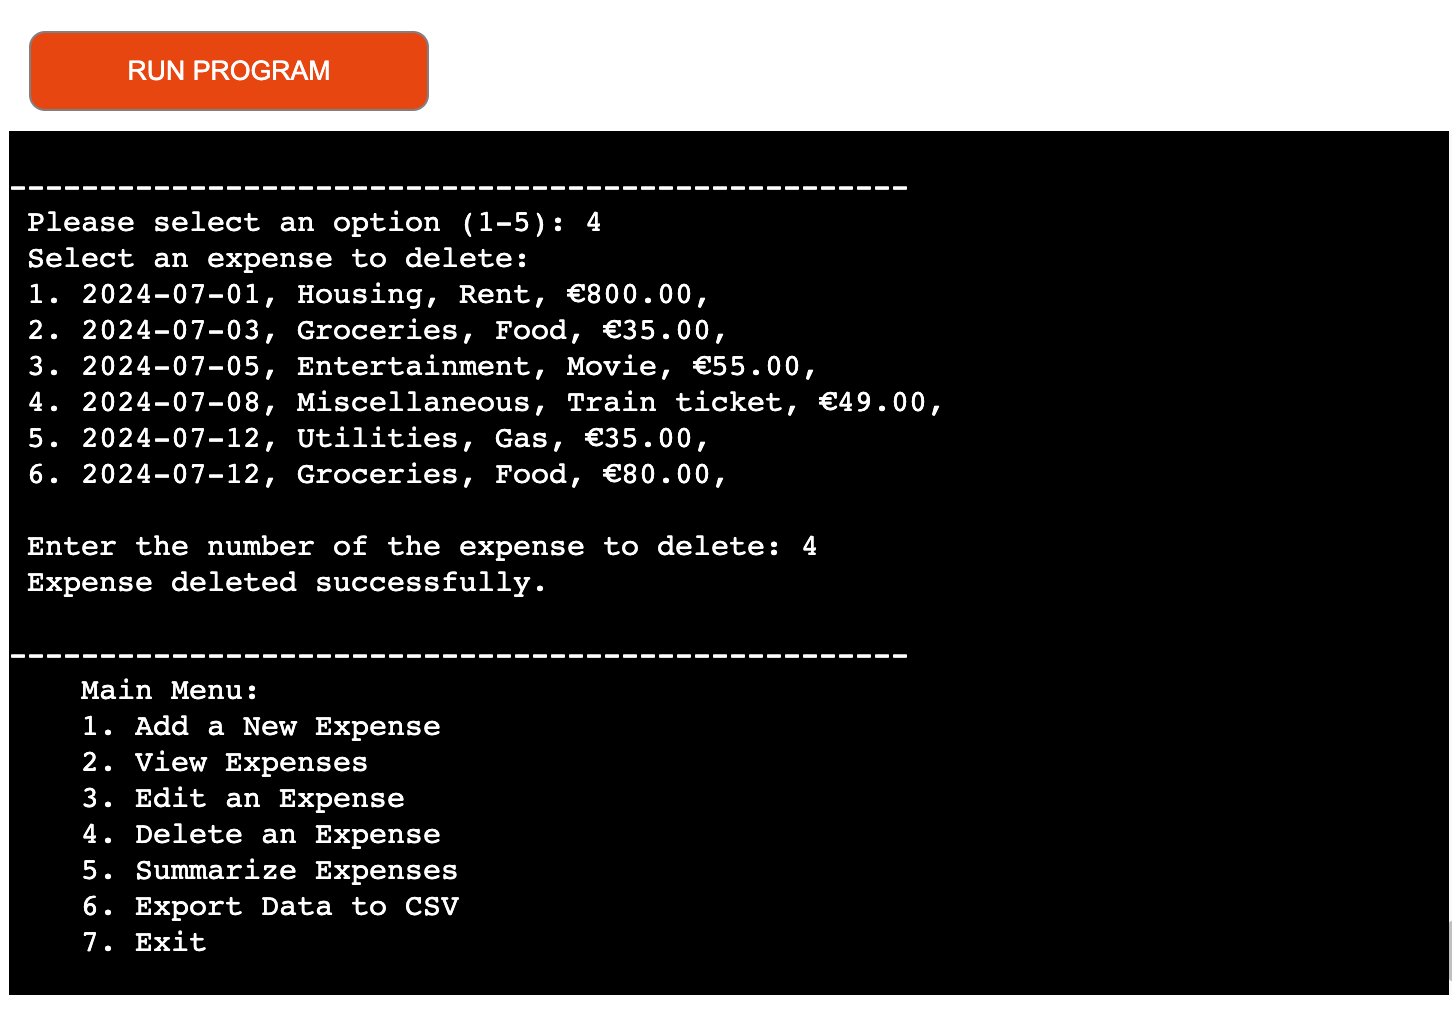 RUN PROGRAM
--------------------------------------------------
Please select an option (1-5): 4
Select an expense to delete:
1. 2024-07-01, Housing, Rent, €800.00,
2. 2024-07-03, Groceries, Food, €35.00,
3. 2024-07-05, Entertainment, Movie, €55.00,
4. 2024-07-08, Miscellaneous, Train ticket, €49.00,
5. 2024-07-12, Utilities, Gas, €35.00,
6. 2024-07-12, Groceries, Food, €80.00,
Enter the number of the expense to delete: 4
Expense deleted successfully.
--------------------------------------------------
Main Menu:
1. Add a New Expense
2. View Expenses
3. Edit an Expense
4. Delete an Expense
5. Summarize Expenses
6. Export Data to CSV
7. Exit